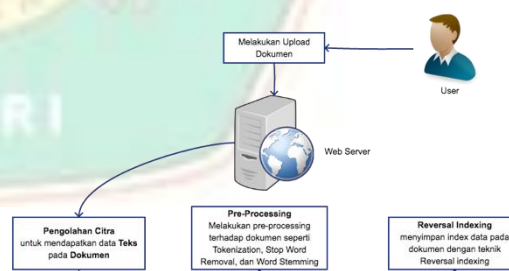 Melakukan Upload
Dokumen
User
RI
Web Server
Pengolahan Citra
untuk mendapatkan data Teks
pada Dokumen
Pre-Processing
Melakukan pre-processing
terhadap dokumen seperti
Tokenization, Stop Word
Removal, dan Word Stemming
Reversal Indexing
menyimpan index data pada
dokumen dengan teknik
Reversal indexing